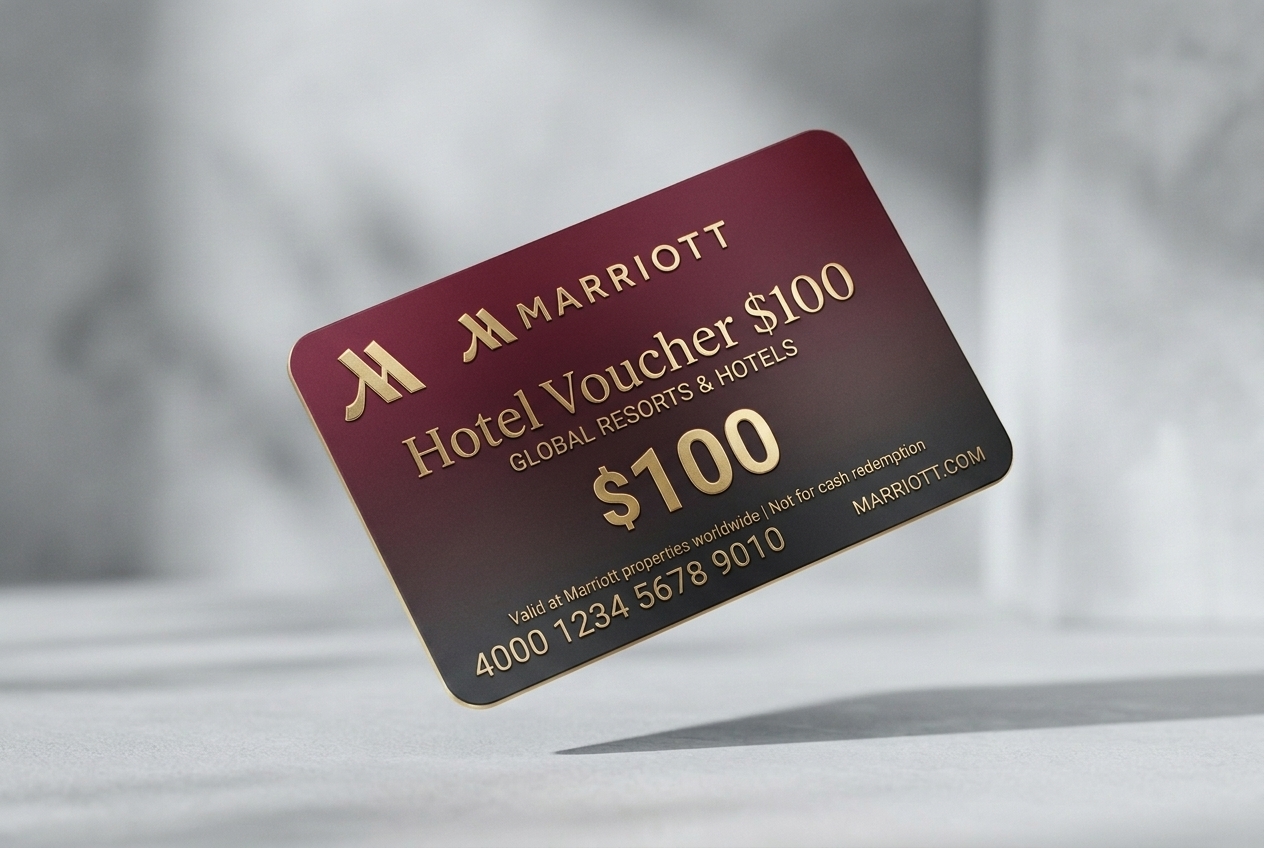 MARRIOTT
Hotel Voucher $100
GLOBAL RESORTS & HOTELS
$100
Valid at Marriott properties worldwide | Not for cash redemption
4000 1234 5678 9010
MARRIOTT.COM